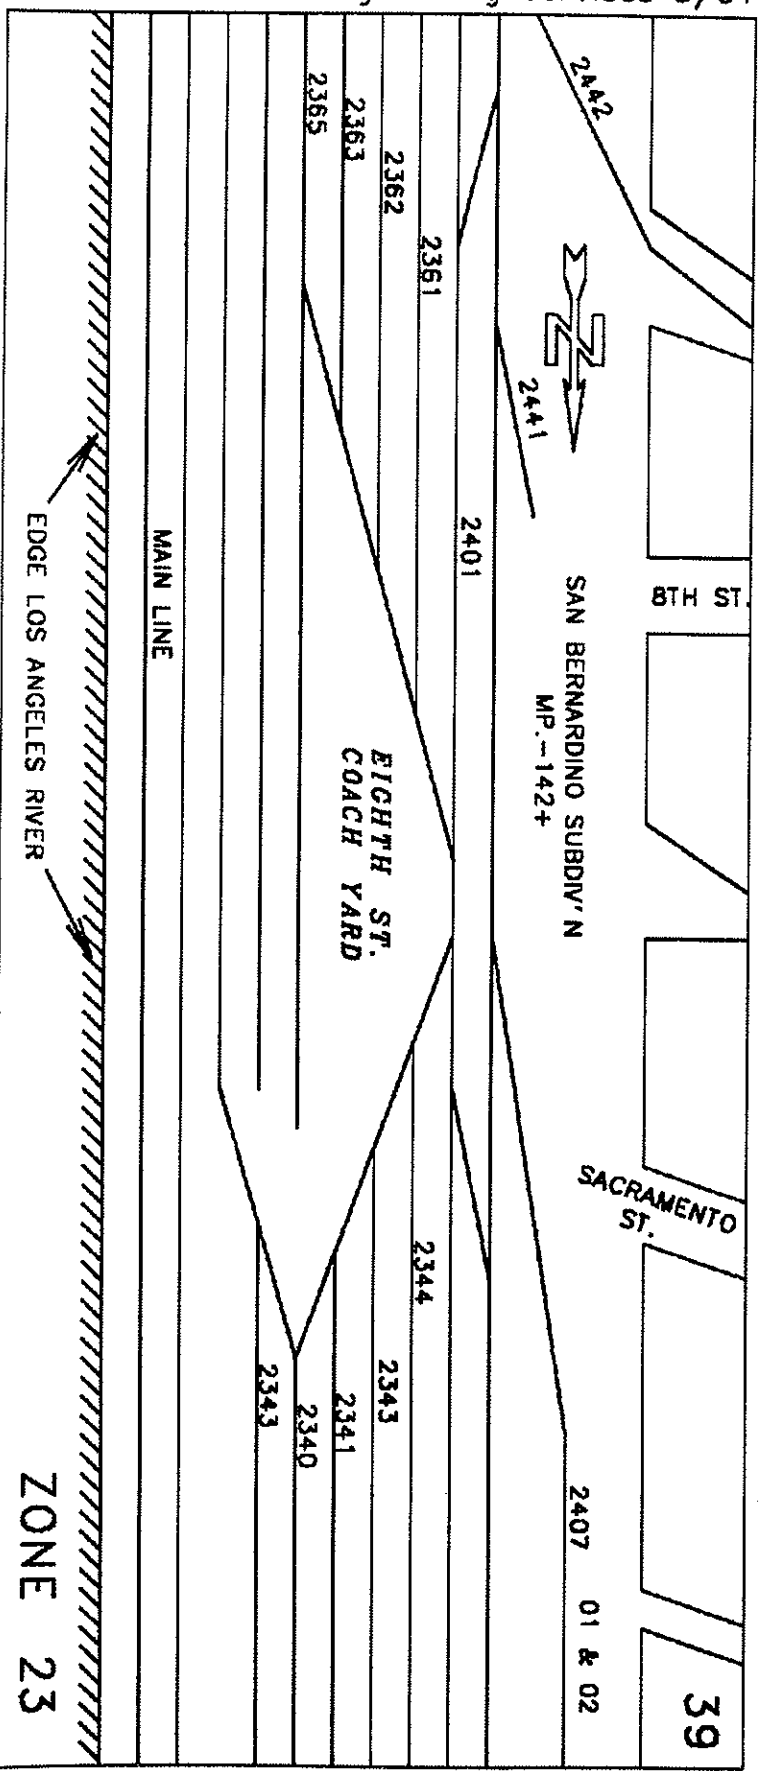 39
2442
8TH ST.
SACRAMENTO
ST.
N
2441
SAN BERNARDINO SUBDIV'N
MP.-142+
2407
01 & 02
2401
2361
2362
2363
2365
EIGHTH ST.
COACH YARD
2344
2343
2341
2340
2343
MAIN LINE
EDGE LOS ANGELES RIVER
ZONE 23